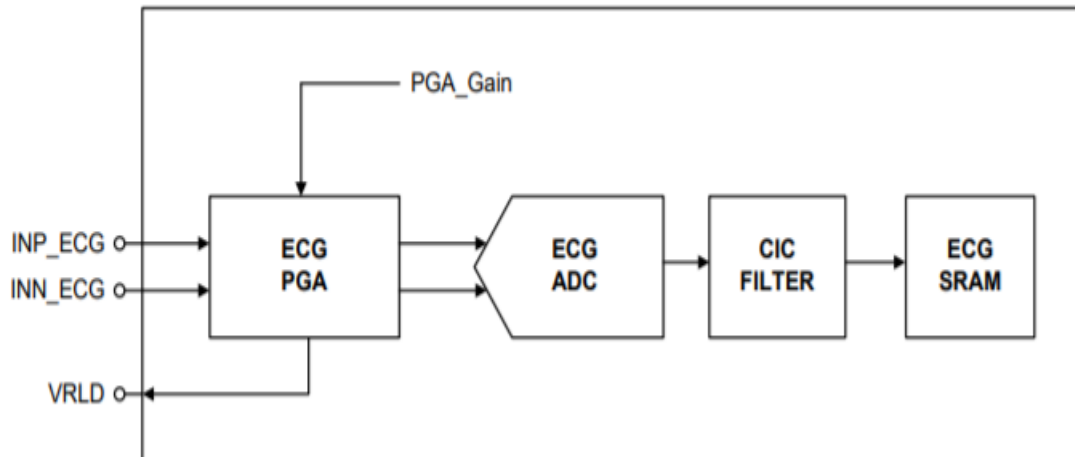 PGA_Gain
INP_ECG
INN_ECG
VRLD
ECG
PGA
ECG
ADC
CIC
FILTER
ECG
SRAM